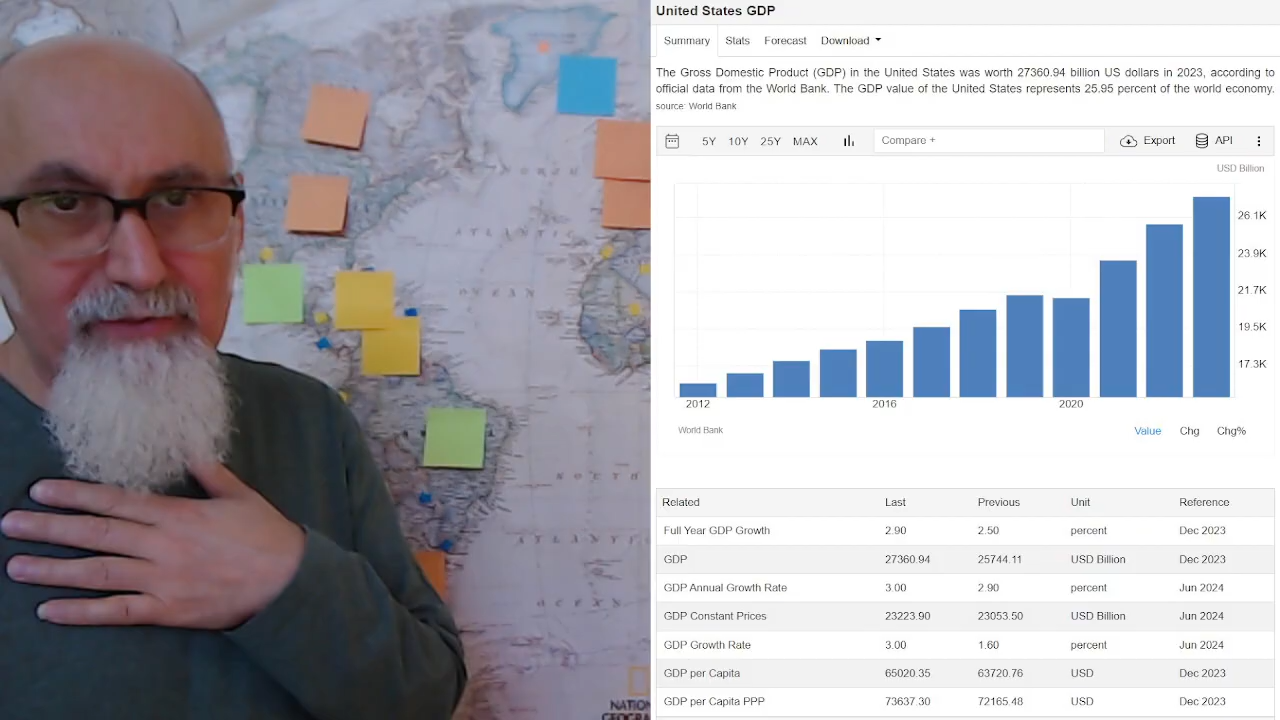 United States GDP
Summary Stats Forecast Download
The Gross Domestic Product (GDP) in the United States was worth 27360.94 billion US dollars in 2023, according to
official data from the World Bank. The GDP value of the United States represents 25.95 percent of the world economy.
source: World Bank
5Y 10Y 25Y MAX Compare + Export API
USD Billion
26.1K
23.9K
21.7K
19.5K
17.3K
2012 2016 2020
World Bank Value Chg Chg%
Related Last Previous Unit Reference
Full Year GDP Growth 2.90 2.50 percent Dec 2023
GDP 27360.94 25744.11 USD Billion Dec 2023
GDP Annual Growth Rate 3.00 2.90 percent Jun 2024
GDP Constant Prices 23223.90 23053.50 USD Billion Jun 2024
GDP Growth Rate 3.00 1.60 percent Jun 2024
GDP per Capita 65020.35 63720.76 USD Dec 2023
GDP per Capita PPP 73637.30 72165.48 USD Dec 2023
NORTH
ATLANTIC
OCEAN
SOUTH
ATLANTIC
OCEAN